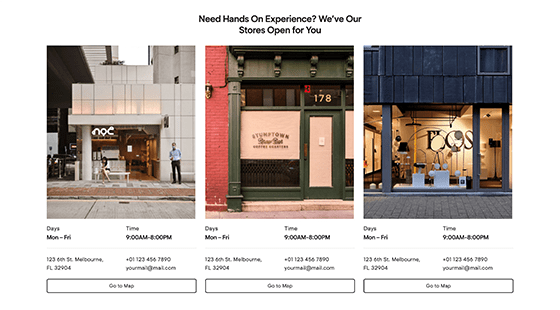 Need Hands On Experience? We've Our
Stores Open for You
noc
178
STUMPTOWN
COFFEE ROASTERS
Days
Time
Mon – Fri
9:00AM–8:00PM
123 6th St. Melbourne,
FL 32904
+01 123 456 7890
yourmail@mail.com
Go to Map
Days
Time
Mon – Fri
9:00AM–8:00PM
123 6th St. Melbourne,
FL 32904
+01 123 456 7890
yourmail@mail.com
Go to Map
Days
Time
Mon – Fri
9:00AM–8:00PM
123 6th St. Melbourne,
FL 32904
+01 123 456 7890
yourmail@mail.com
Go to Map